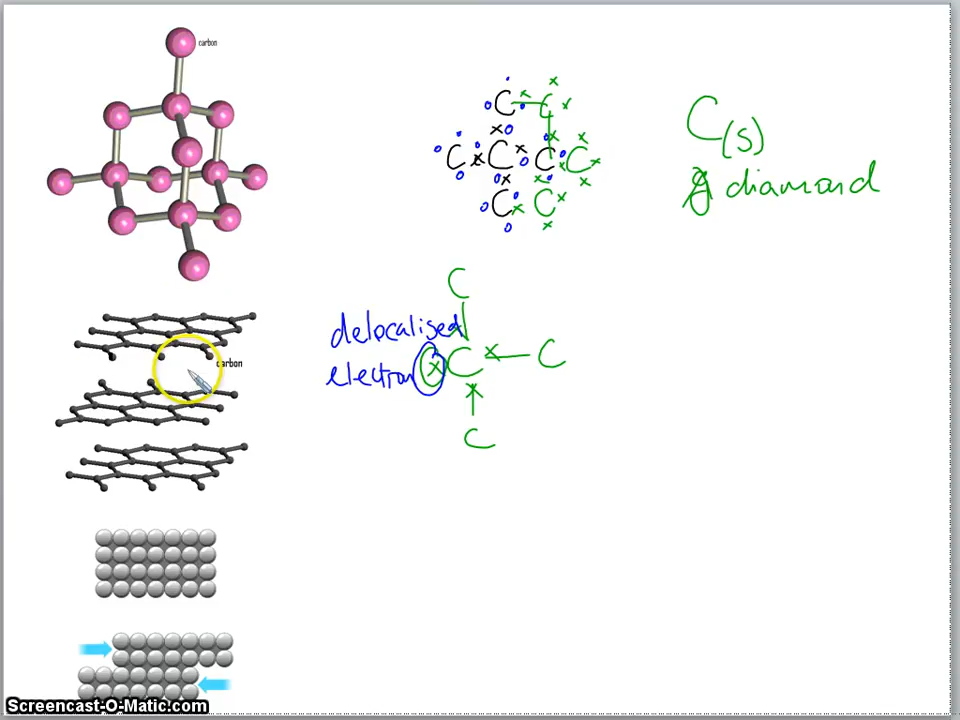 carbon
C(s)
diamond
carbon
delocalised
electron
C
C
C
C
C C C C
C C
C C
Screencast-O-Matic.com